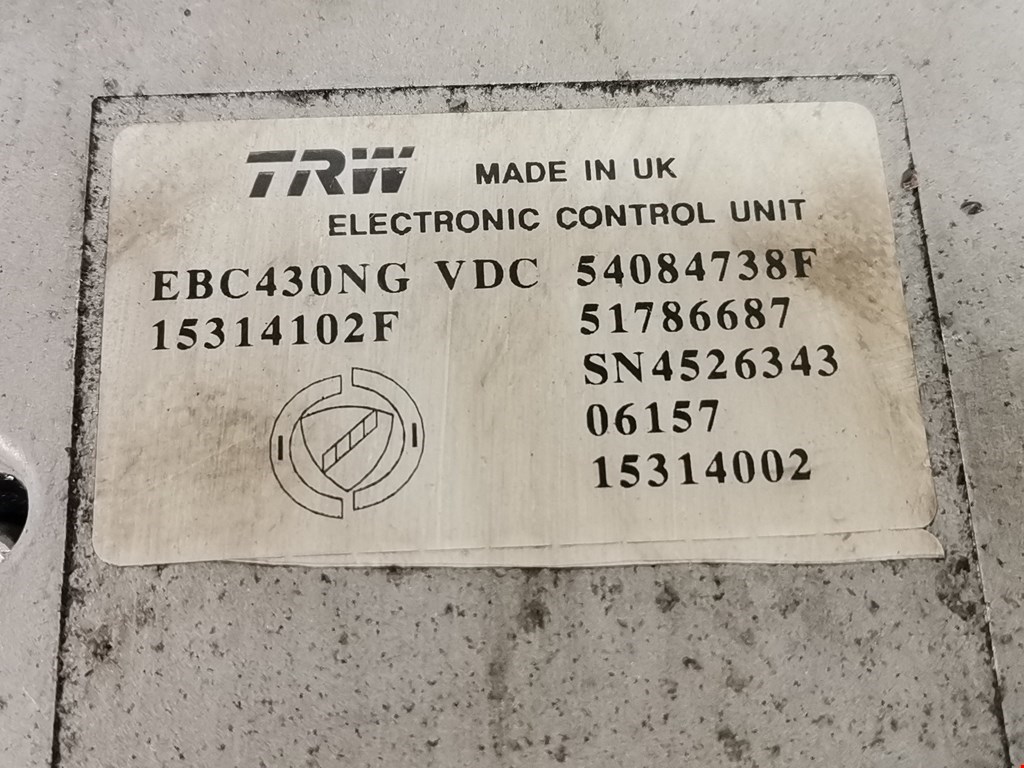 TRW MADE IN UK
ELECTRONIC CONTROL UNIT
EBC430NG VDC 54084738F
15314102F 51786687
SN4526343
06157
15314002